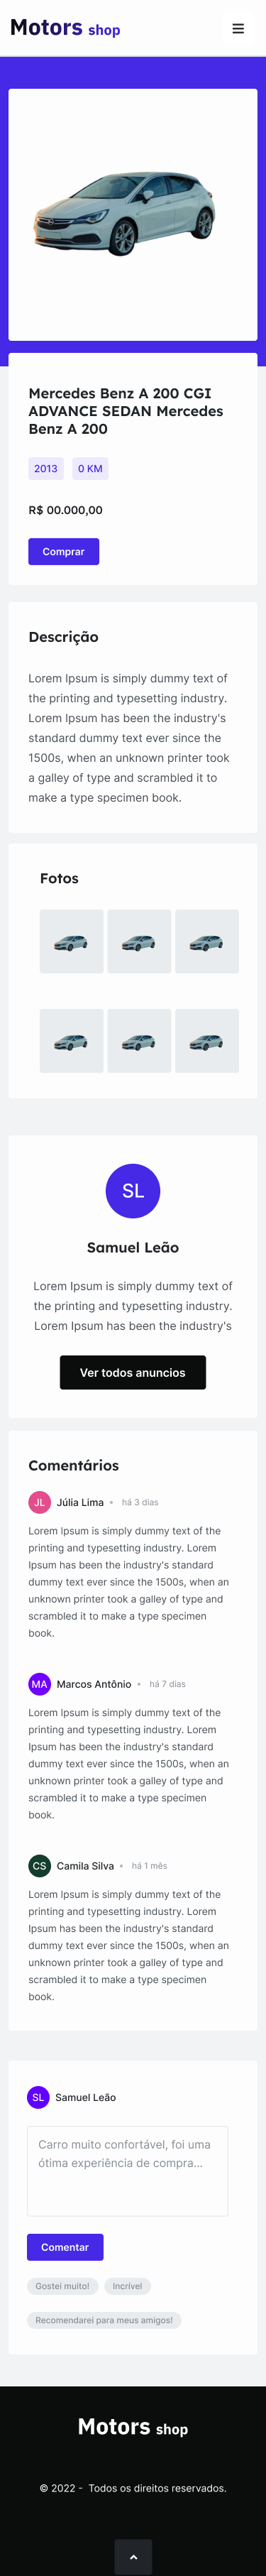 Motors shop
Mercedes Benz A 200 CGI
ADVANCE SEDAN Mercedes
Benz A 200
2013 0 KM
R$ 00.000,00
Comprar
Descrição
Lorem Ipsum is simply dummy text of
the printing and typesetting industry.
Lorem Ipsum has been the industry's
standard dummy text ever since the
1500s, when an unknown printer took
a galley of type and scrambled it to
make a type specimen book.
Fotos
SL
Samuel Leão
Lorem Ipsum is simply dummy text of
the printing and typesetting industry.
Lorem Ipsum has been the industry's
Ver todos anuncios
Comentários
JL Júlia Lima • há 3 dias
Lorem Ipsum is simply dummy text of the
printing and typesetting industry. Lorem
Ipsum has been the industry's standard
dummy text ever since the 1500s, when an
unknown printer took a galley of type and
scrambled it to make a type specimen
book.
MA Marcos Antônio • há 7 dias
Lorem Ipsum is simply dummy text of the
printing and typesetting industry. Lorem
Ipsum has been the industry's standard
dummy text ever since the 1500s, when an
unknown printer took a galley of type and
scrambled it to make a type specimen
book.
CS Camila Silva • há 1 mês
Lorem Ipsum is simply dummy text of the
printing and typesetting industry. Lorem
Ipsum has been the industry's standard
dummy text ever since the 1500s, when an
unknown printer took a galley of type and
scrambled it to make a type specimen
book.
SL Samuel Leão
Carro muito confortável, foi uma
ótima experiência de compra...
Comentar
Gostei muito! Incrível
Recomendarei para meus amigos!
Motors shop
© 2022 - Todos os direitos reservados.